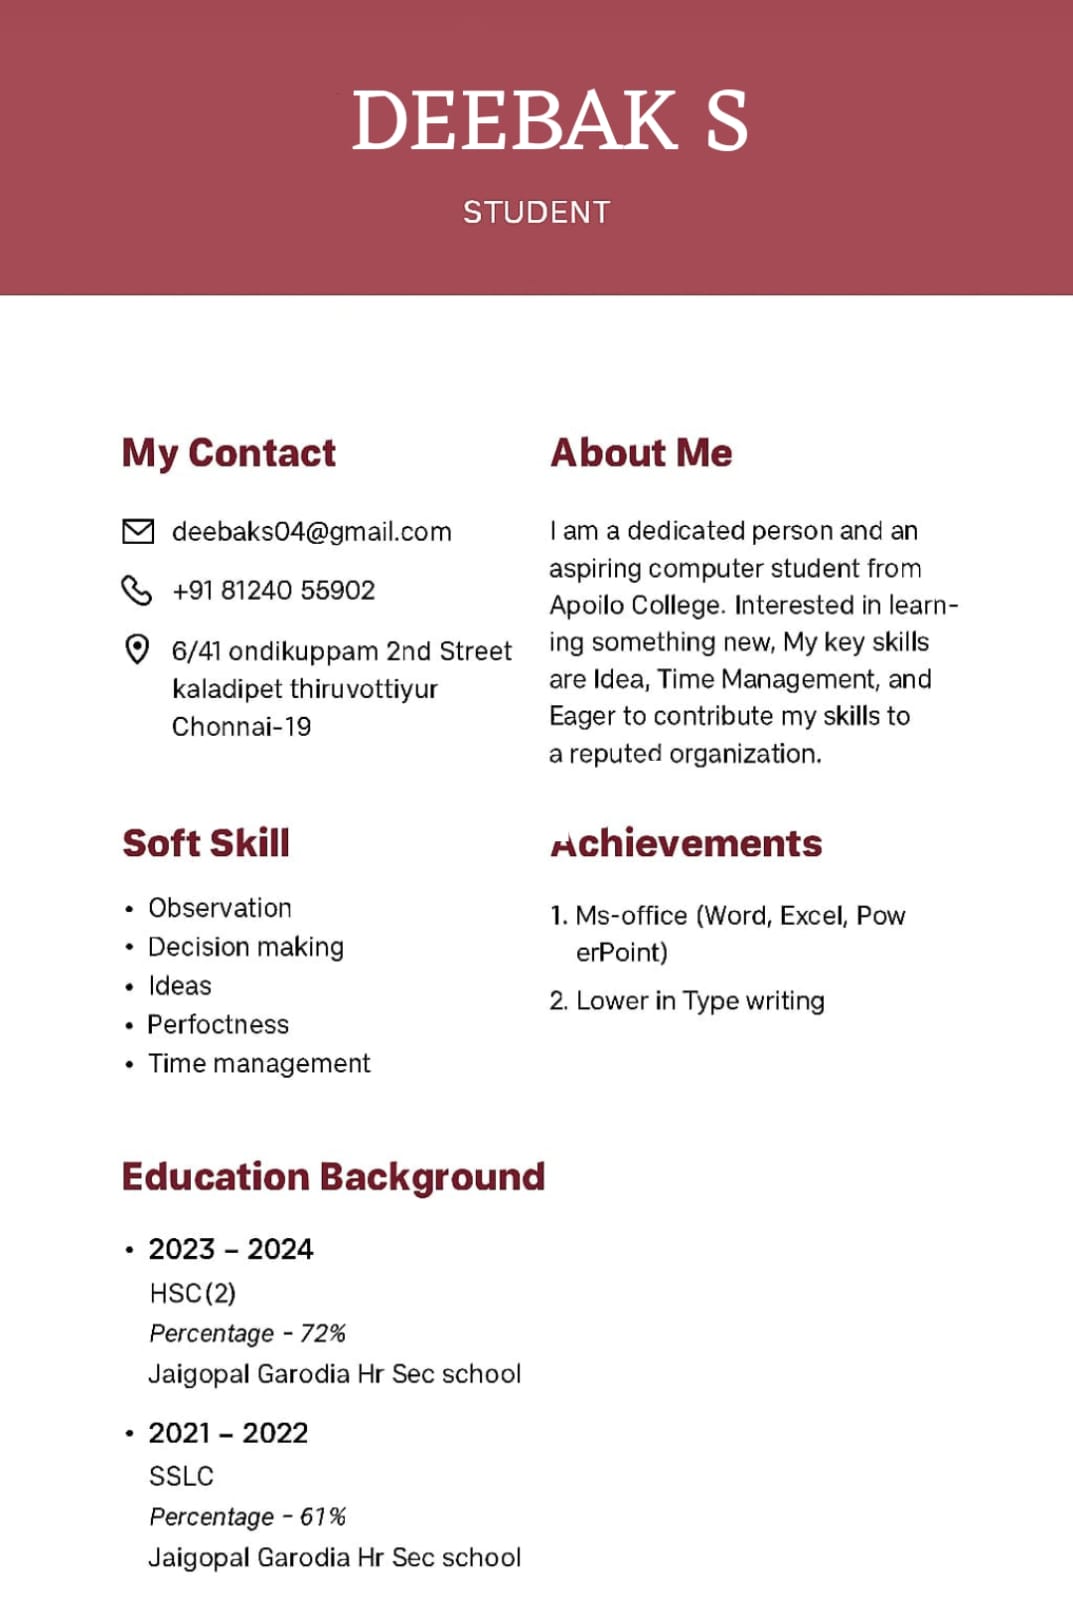 DEEBAK S
STUDENT
My Contact
deebaks04@gmail.com
+91 81240 55902
6/41 ondikuppam 2nd Street
kaladipet thiruvottiyur
Chonnai-19
About Me
I am a dedicated person and an
aspiring computer student from
Apoilo College. Interested in learn-
ing something new, My key skills
are Idea, Time Management, and
Eager to contribute my skills to
a reputed organization.
Soft Skill
• Observation
• Decision making
• Ideas
• Perfoctness
• Time management
Achievements
1. Ms-office (Word, Excel, Pow
erPoint)
2. Lower in Type writing
Education Background
• 2023 – 2024
HSC(2)
Percentage - 72%
Jaigopal Garodia Hr Sec school
• 2021 – 2022
SSLC
Percentage - 61%
Jaigopal Garodia Hr Sec school